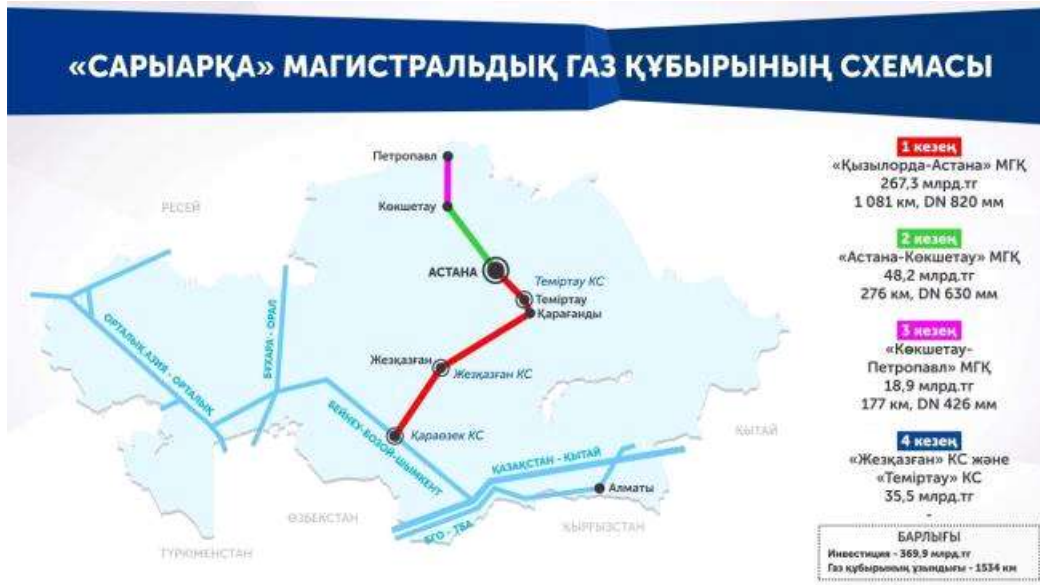 «САРЫАРҚА» МАГИСТРАЛЬДЫҚ ГАЗ ҚҰБЫРЫНЫҢ СХЕМАСЫ
Петропавл
Көкшетау
РЕСЕЙ
АСТАНА
Теміртау КС
Теміртау
Қарағанды
Жезқазған
Жезқазған КС
Қараөзек КС
ОРТАЛЫҚ АЗИЯ - ОРТАЛЫҚ
БҰХАРА - ОРАЛ
БЕЙНЕУ-БОЗОЙ-ШЫМКЕНТ
ҚАЗАҚСТАН - ҚЫТАЙ
БГО - ТБА
Алматы
ҚЫТАЙ
ӨЗБЕКСТАН
ҚЫРҒЫЗСТАН
ТҮРКІМЕНСТАН
1 кезең
«Қызылорда-Астана» МГҚ
267,3 млрд.тг
1 081 км, DN 820 мм
2 кезең
«Астана-Көкшетау» МГҚ
48,2 млрд.тг
276 км, DN 630 мм
3 кезең
«Көкшетау-
Петропавл» МГҚ
18,9 млрд.тг
177 км, DN 426 мм
4 кезең
«Жезқазған» КС және
«Теміртау» КС
35,5 млрд.тг
-
БАРЛЫҒЫ
Инвестиция - 369,9 млрд.тг
Газ құбырының ұзындығы - 1534 км